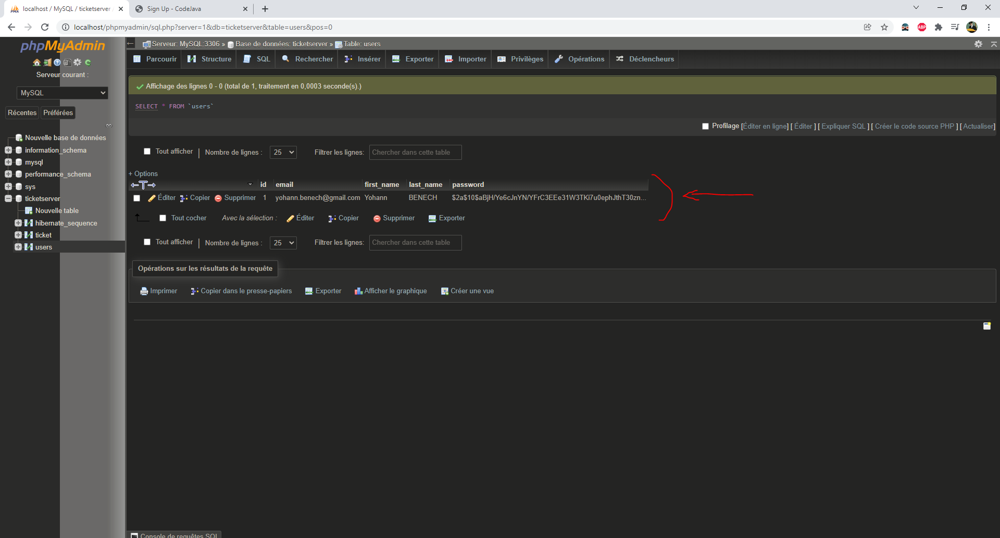 localhost / MySQL / ticketserver
Sign Up - CodeJava
localhost/phpmyadmin/sql.php?server=1&db=ticketserver&table=users&pos=0
phpMyAdmin
Serveur: MySQL:3306 » Base de données: ticketserver » Table: users
Parcourir Structure SQL Rechercher Insérer Exporter Importer Privilèges Opérations Déclencheurs
Serveur courant :
MySQL
Récentes Préférées
Nouvelle base de données
information_schema
mysql
performance_schema
sys
ticketserver
Nouvelle table
hibernate_sequence
ticket
users
Affichage des lignes 0 - 0 (total de 1, traitement en 0,0003 seconde(s).)
SELECT * FROM `users`
Profilage [Éditer en ligne] [ Éditer ] [ Expliquer SQL ] [ Créer le code source PHP ] [ Actualiser]
Tout afficher | Nombre de lignes : 25 Filtrer les lignes: Chercher dans cette table
+ Options
id email first_name last_name password
Éditer Copier Supprimer 1 yohann.benech@gmail.com Yohann BENECH $2a$10$aBjH/Ye6cJnYN/YFrC3EEe31W3TKi7u0ephJthT30zn...
Tout cocher Avec la sélection : Éditer Copier Supprimer Exporter
Tout afficher | Nombre de lignes : 25 Filtrer les lignes: Chercher dans cette table
Opérations sur les résultats de la requête
Imprimer Copier dans le presse-papiers Exporter Afficher le graphique Créer une vue
Console de requêtes SQL